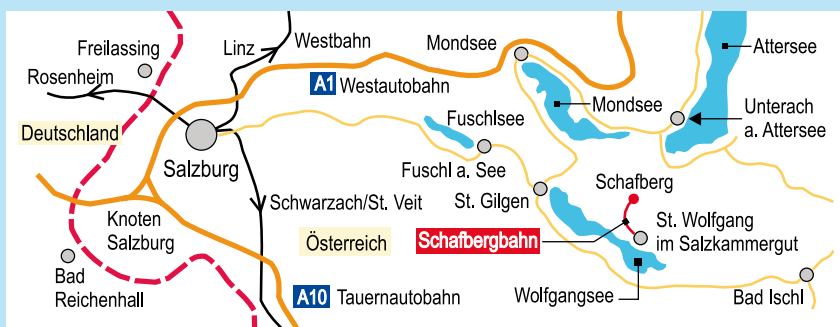 Freilassing
Rosenheim
Linz
Westbahn
Mondsee
Attersee
A1 Westautobahn
Deutschland
Salzburg
Fuschlsee
Mondsee
Unterach
a. Attersee
Fuschl a. See
Schwarzach/St. Veit
St. Gilgen
Schafberg
Knoten
Salzburg
Österreich
Schafbergbahn
St. Wolfgang
im Salzkammergut
Bad
Reichenhall
A10 Tauernautobahn
Wolfgangsee
Bad Ischl